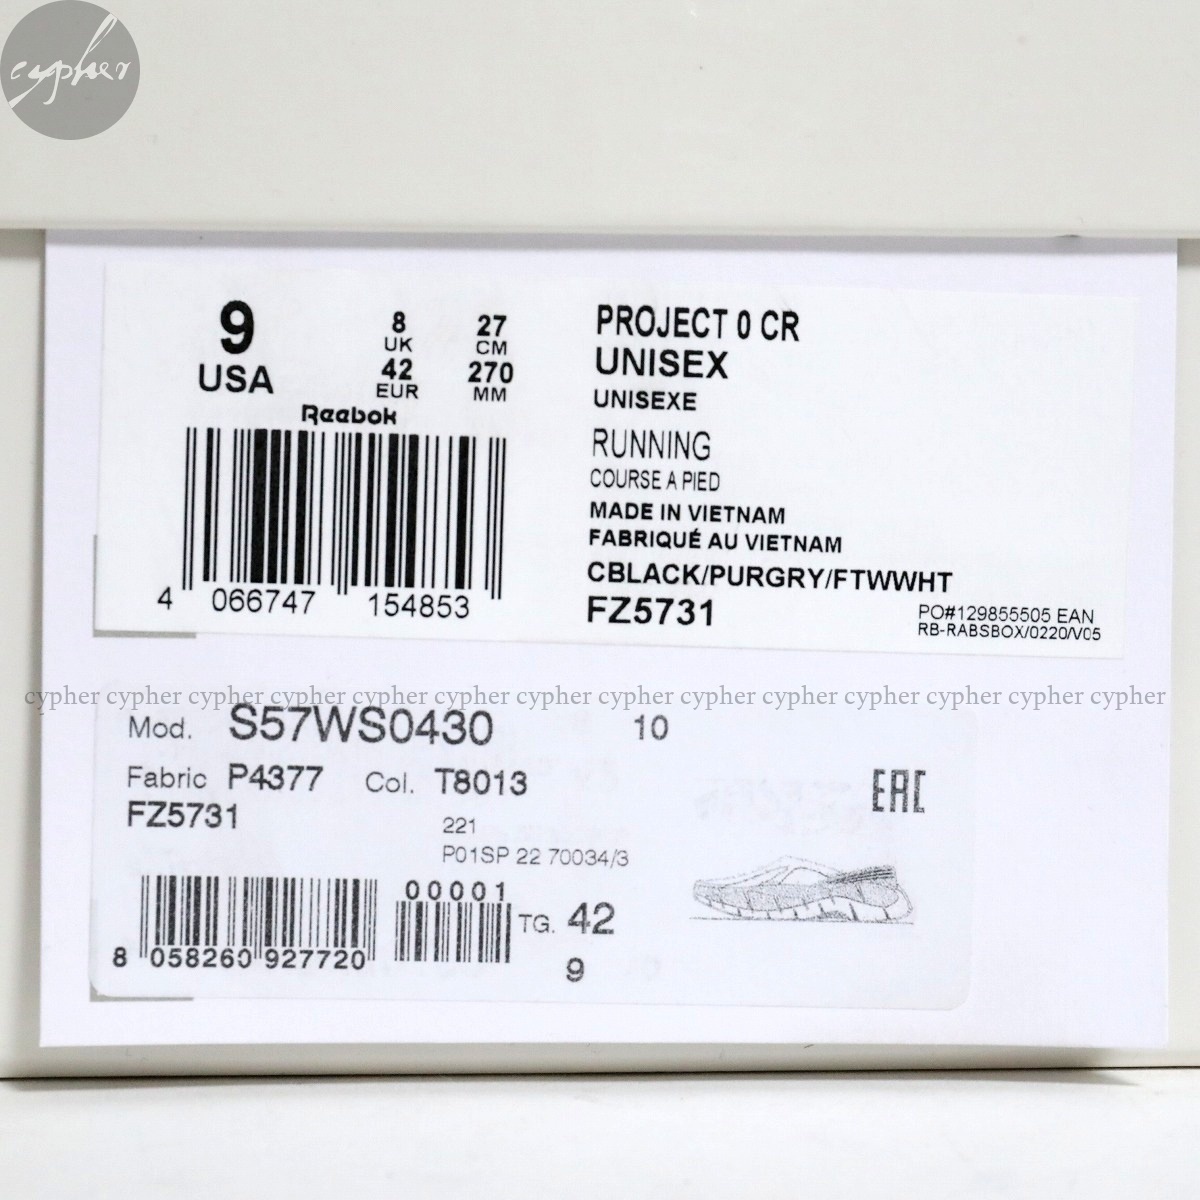 cypher
9
USA
8
UK
42
EUR
27
CM
270
MM
Reebok
4 066747 154853
PROJECT 0 CR
UNISEX
UNISEXE
RUNNING
COURSE A PIED
MADE IN VIETNAM
FABRIQUÉ AU VIETNAM
CBLACK/PURGRY/FTWWHT
FZ5731
PO#129855505 EAN
RB-RABSBOX/0220/V05
cypher cypher cypher cypher cypher cypher cypher cypher cypher cypher cypher cypher cypher cypher
Mod. S57WS0430 10
Fabric P4377 Col. T8013
FZ5731
EAC
221
P01SP 22 70034/3
00001
8 058260 927720
TG. 42
9